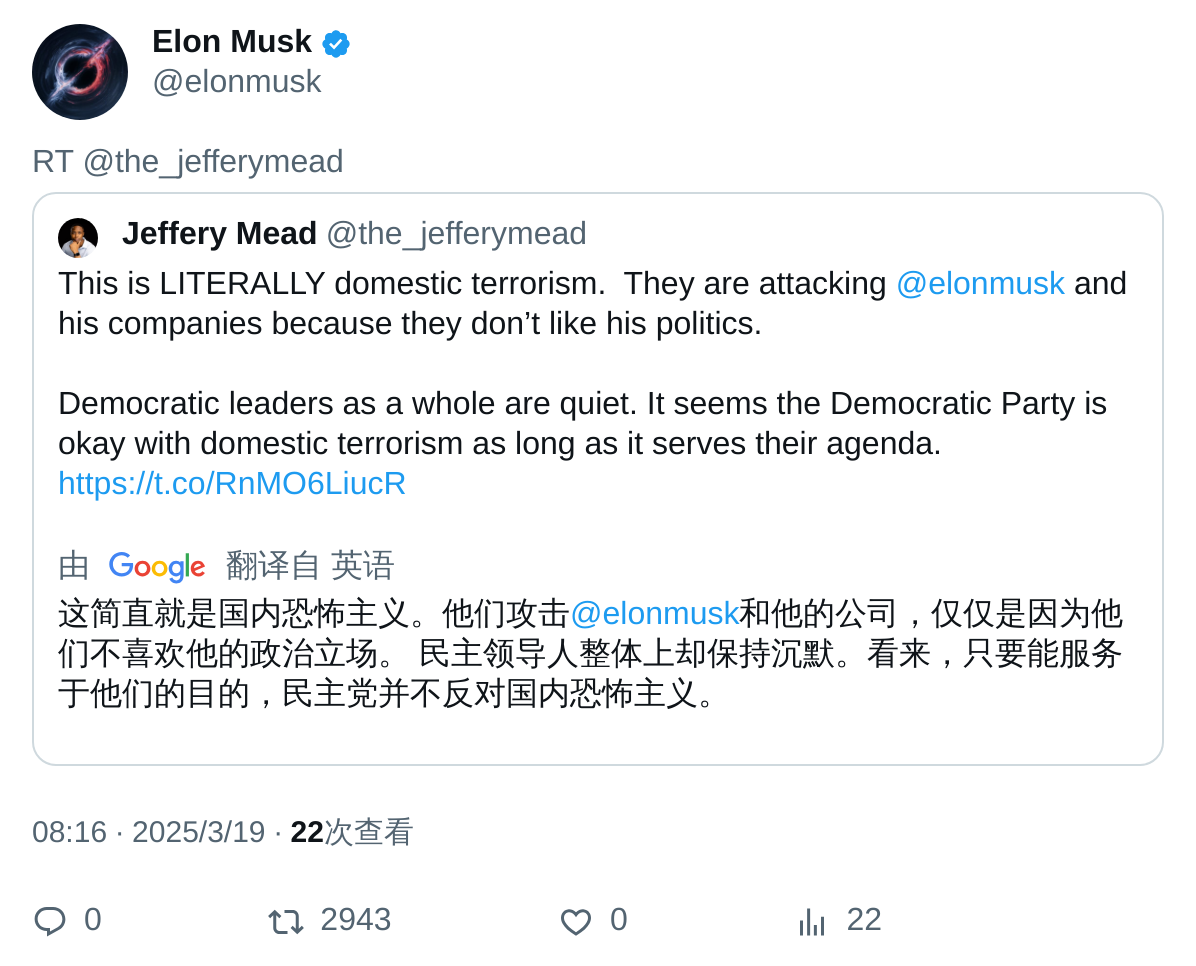 Elon Musk
@elonmusk
RT @the_jefferymead
Jeffery Mead @the_jefferymead
This is LITERALLY domestic terrorism.  They are attacking @elonmusk and
his companies because they don’t like his politics.
Democratic leaders as a whole are quiet. It seems the Democratic Party is
okay with domestic terrorism as long as it serves their agenda.
https://t.co/RnMO6LiucR
由 Google 翻译自 英语
这简直就是国内恐怖主义。他们攻击@elonmusk和他的公司，仅仅是因为他
们不喜欢他的政治立场。 民主领导人整体上却保持沉默。看来，只要能服务
于他们的目的，民主党并不反对国内恐怖主义。
08:16 · 2025/3/19 · 22次查看
0 2943 0 22